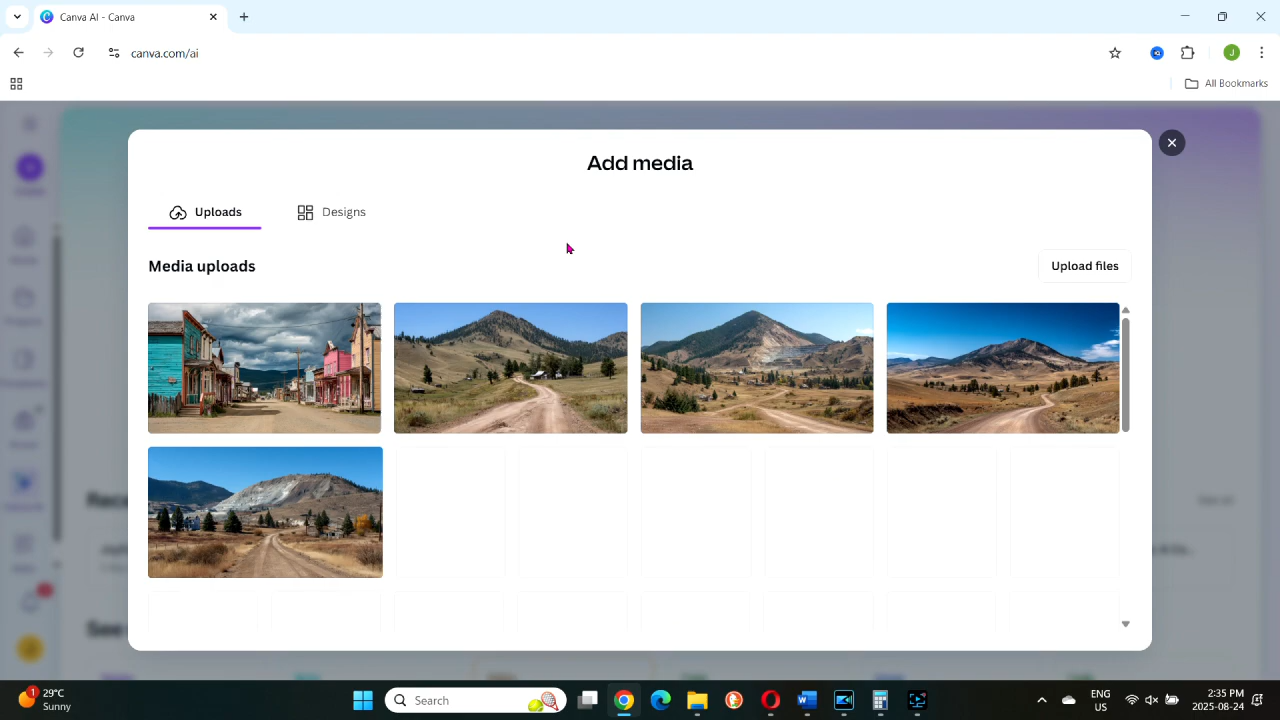 Canva AI - Canva
canva.com/ai
J
All Bookmarks
Add media
Uploads
Designs
Media uploads
Upload files
1
29°C
Sunny
Search
ENG
US
2:35 PM
2025-08-24